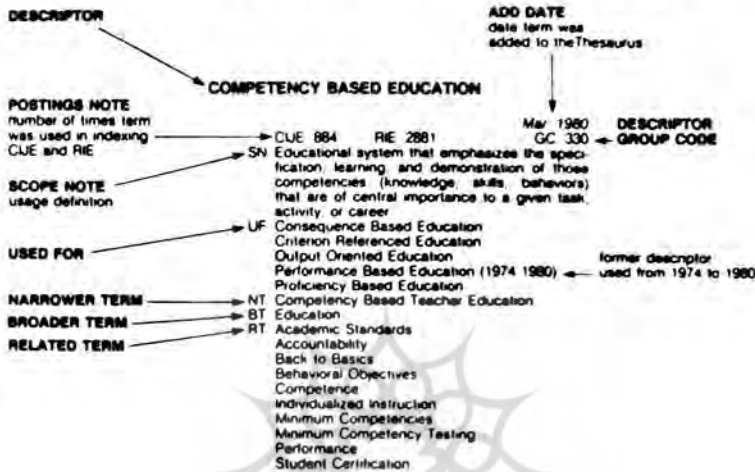 DESCRIPTOR
ADD DATE
date term was
added to the Thesaurus
COMPETENCY BASED EDUCATION
POSTINGS NOTE
number of times term
was used in indexing
CIJE and RIE
Mar 1980
DESCRIPTOR
GROUP CODE
CIJE 884 RIE 2881 GC 330
SCOPE NOTE
usage definition
SN Educational system that emphasizes the speci-
fication, learning, and demonstration of those
competencies (knowledge, skills, behaviors)
that are of central importance to a given task,
activity, or career
USED FOR
UF Consequence Based Education
Criterion Referenced Education
Output Oriented Education
Performance Based Education (1974 1980)
Proficiency Based Education
former descriptor
used from 1974 to 1980
NARROWER TERM
NT Competency Based Teacher Education
BROADER TERM
BT Education
RELATED TERM
RT Academic Standards
Accountability
Back to Basics
Behavioral Objectives
Competence
Individualized Instruction
Minimum Competencies
Minimum Competency Testing
Performance
Student Certification